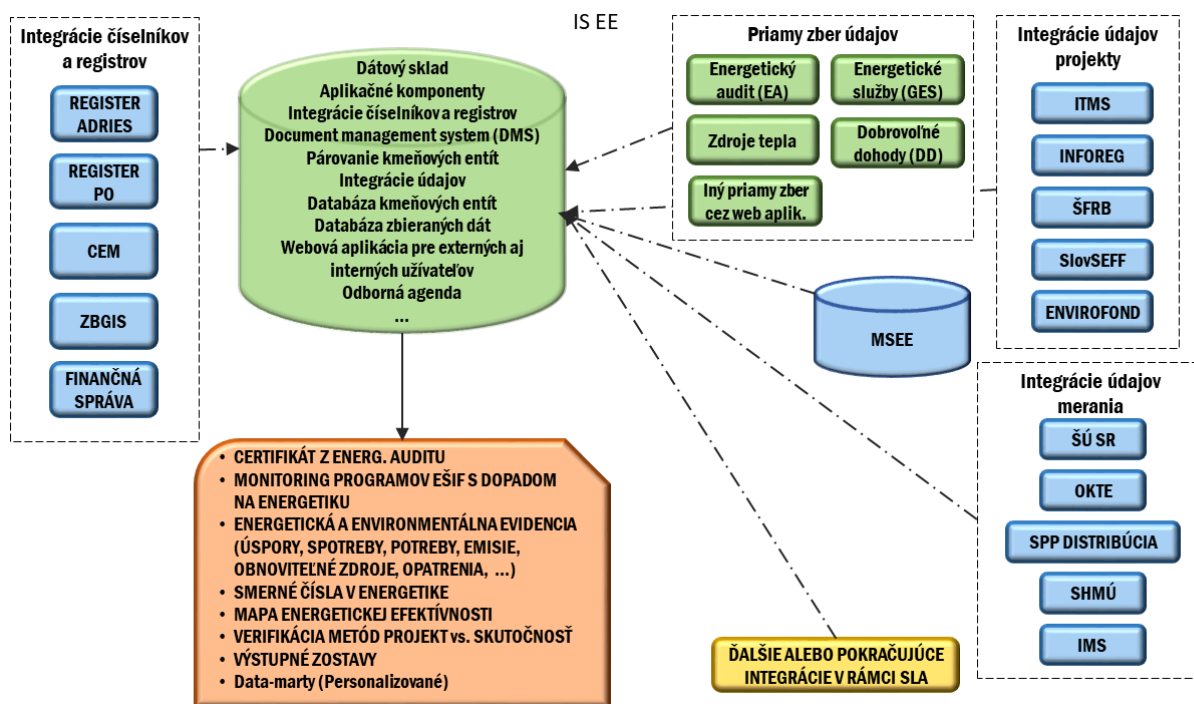 IS EE
Integrácie číselníkov
a registrov
REGISTER
ADRIES
REGISTER
PO
CEM
ZBGIS
FINANČNÁ
SPRÁVA
Dátový sklad
Aplikačné komponenty
Integrácie číselníkov a registrov
Document management system (DMS)
Párovanie kmeňových entít
Integrácie údajov
Databáza kmeňových entít
Databáza zbieraných dát
Webová aplikácia pre externých aj
interných užívateľov
Odborná agenda
...
Priamy zber údajov
Energetický
audit (EA)
Energetické
služby (GES)
Zdroje tepla
Dobrovoľné
dohody (DD)
Iný priamy zber
cez web aplik.
Integrácie údajov
projekty
ITMS
INFOREG
ŠFRB
SlovSEFF
ENVIROFOND
MSEE
Integrácie údajov
merania
ŠÚ SR
OKTE
SPP DISTRIBÚCIA
SHMÚ
IMS
• CERTIFIKÁT Z ENERG. AUDITU
• MONITORING PROGRAMOV EŠIF S DOPADOM
NA ENERGETIKU
• ENERGETICKÁ A ENVIRONMENTÁLNA EVIDENCIA
(ÚSPORY, SPOTREBY, POTREBY, EMISIE,
OBNOVITEĽNÉ ZDROJE, OPATRENIA, ...)
• SMERNÉ ČÍSLA V ENERGETIKE
• MAPA ENERGETICKEJ EFEKTÍVNOSTI
• VERIFIKÁCIA METÓD PROJEKT vs. SKUTOČNOSŤ
• VÝSTUPNÉ ZOSTAVY
• Data-marty (Personalizované)
ĎALŠIE ALEBO POKRAČUJÚCE
INTEGRÁCIE V RÁMCI SLA